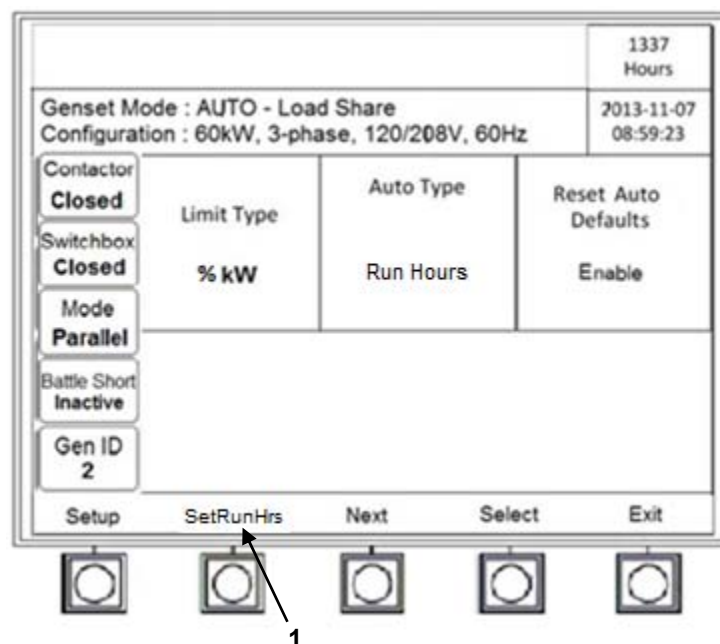 1337
Hours
Genset Mode : AUTO - Load Share
Configuration : 60kW, 3-phase, 120/208V, 60Hz
2013-11-07
08:59:23
Contactor
Closed
Switchbox
Closed
Mode
Parallel
Battle Short
Inactive
Gen ID
2
Limit Type
% kW
Auto Type
Run Hours
Reset Auto
Defaults
Enable
Setup
SetRunHrs
Next
Select
Exit
1